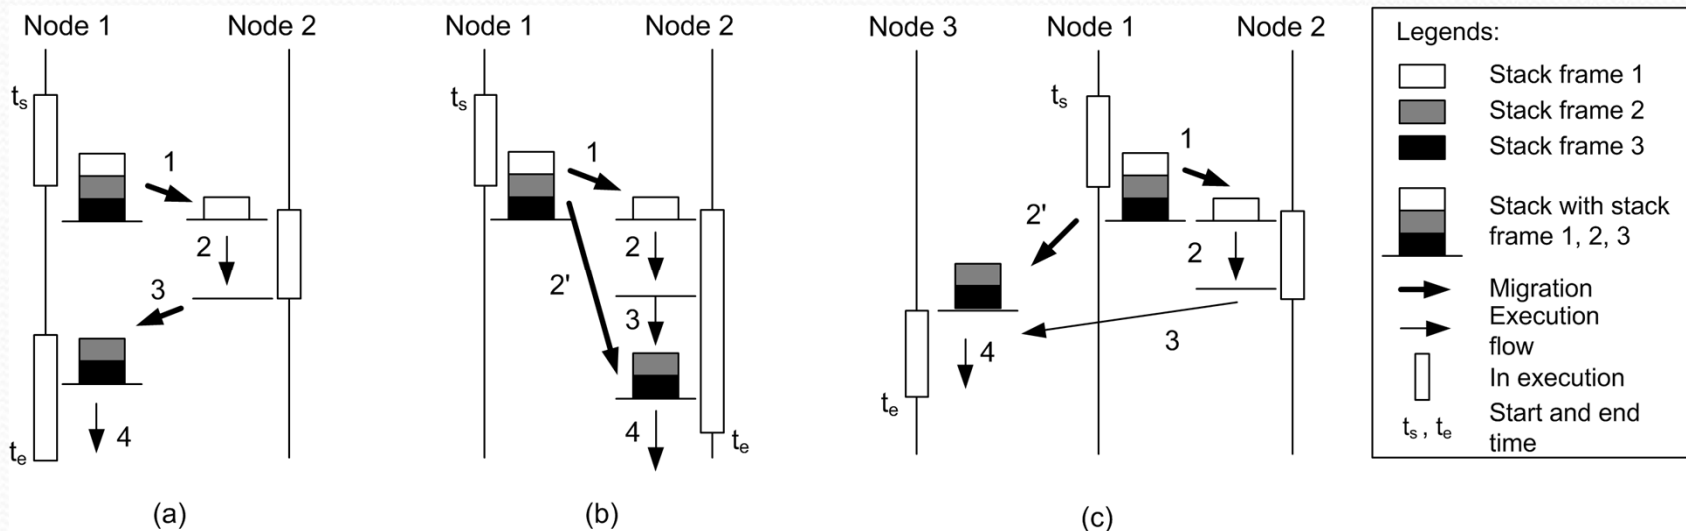 Node 1
Node 2
ts
1
2
3
4
te
(a)
Node 1
Node 2
ts
1
2
2'
3
4
te
(b)
Node 3
Node 1
Node 2
ts
1
2'
2
3
4
te
(c)
Legends:
Stack frame 1
Stack frame 2
Stack frame 3
Stack with stack
frame 1, 2, 3
Migration
Execution
flow
In execution
ts , te Start and end
time